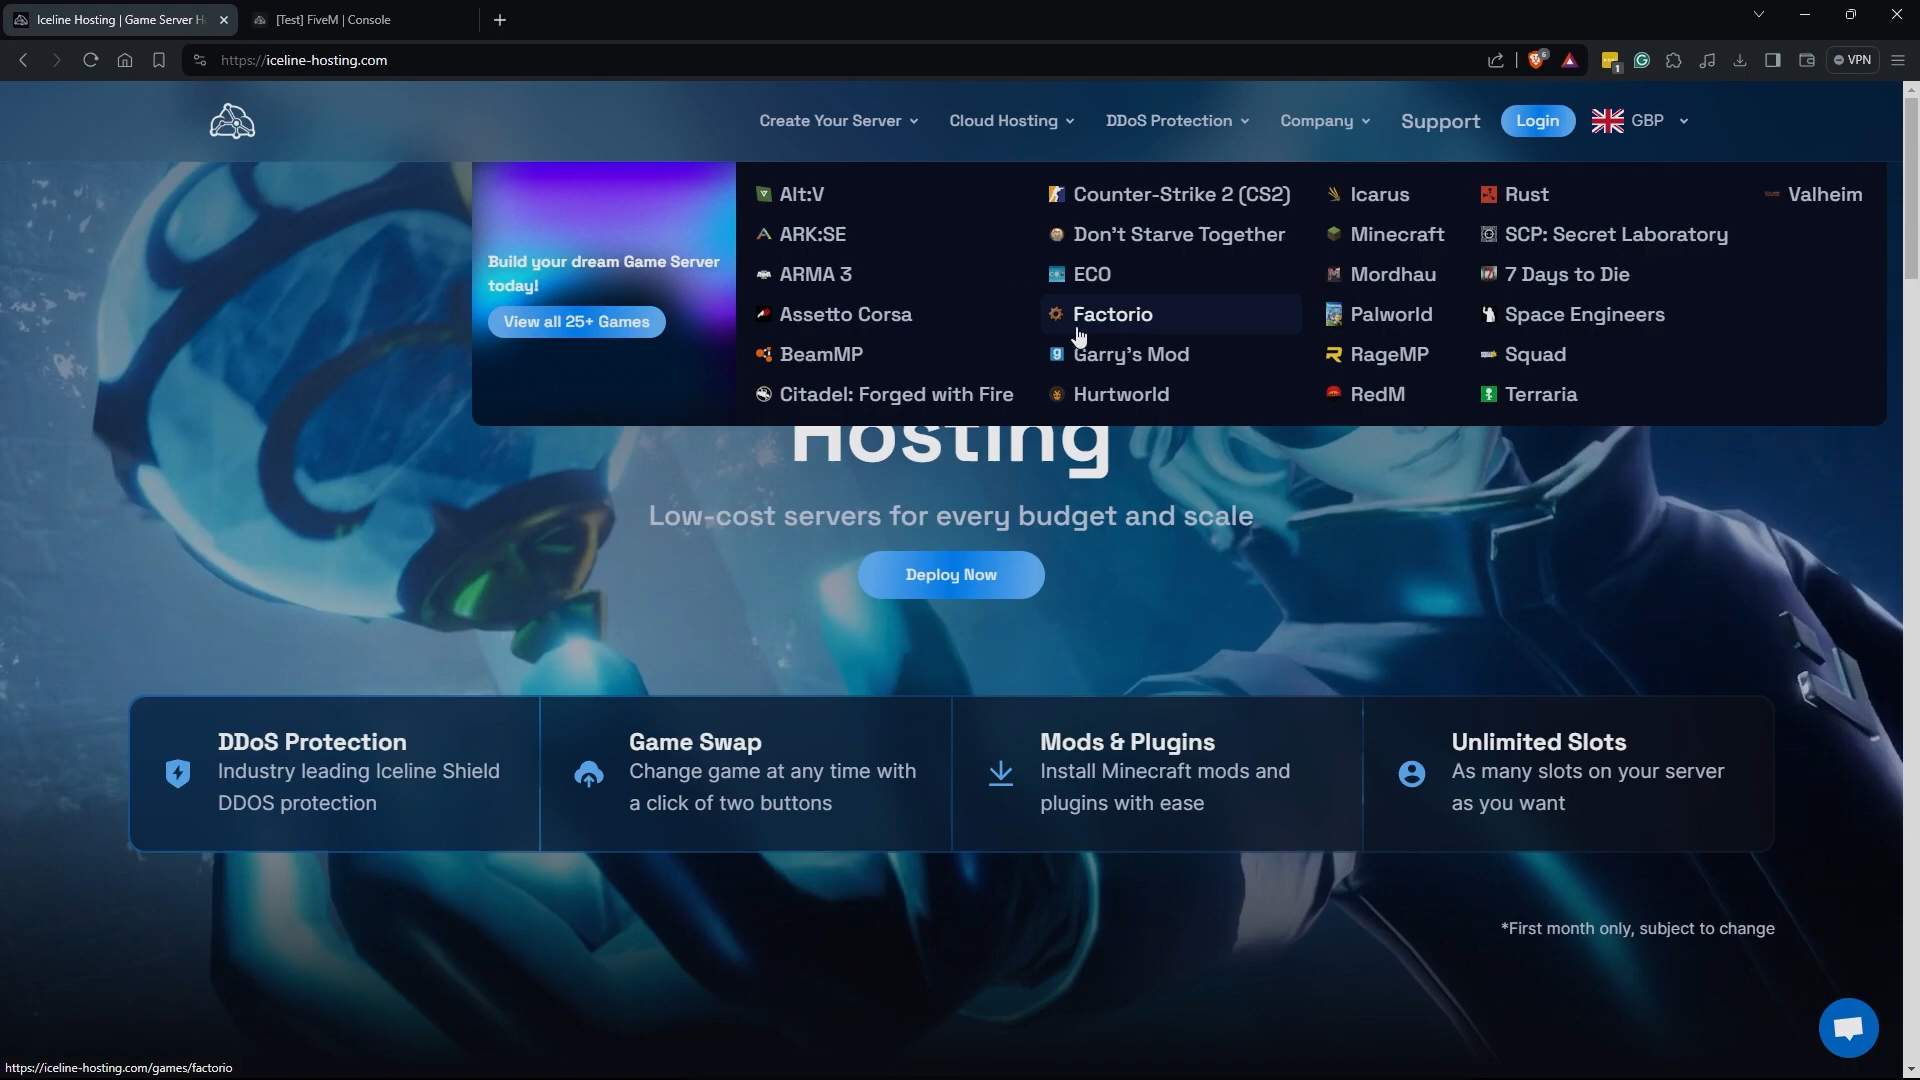 Iceline Hosting | Game Server H
[Test] FiveM | Console
https://iceline-hosting.com
6
1
VPN
Create Your Server
Cloud Hosting
DDoS Protection
Company
Support
Login
GBP
Build your dream Game Server
today!
View all 25+ Games
Alt:V
ARK:SE
ARMA 3
Assetto Corsa
BeamMP
Citadel: Forged with Fire
Counter-Strike 2 (CS2)
Don't Starve Together
ECO
Factorio
Garry's Mod
Hurtworld
Icarus
Minecraft
Mordhau
Palworld
RageMP
RedM
Rust
SCP: Secret Laboratory
7 Days to Die
Space Engineers
Squad
Terraria
Valheim
Hosting
Low-cost servers for every budget and scale
Deploy Now
DDoS Protection
Industry leading Iceline Shield
DDOS protection
Game Swap
Change game at any time with
a click of two buttons
Mods & Plugins
Install Minecraft mods and
plugins with ease
Unlimited Slots
As many slots on your server
as you want
*First month only, subject to change
https://iceline-hosting.com/games/factorio